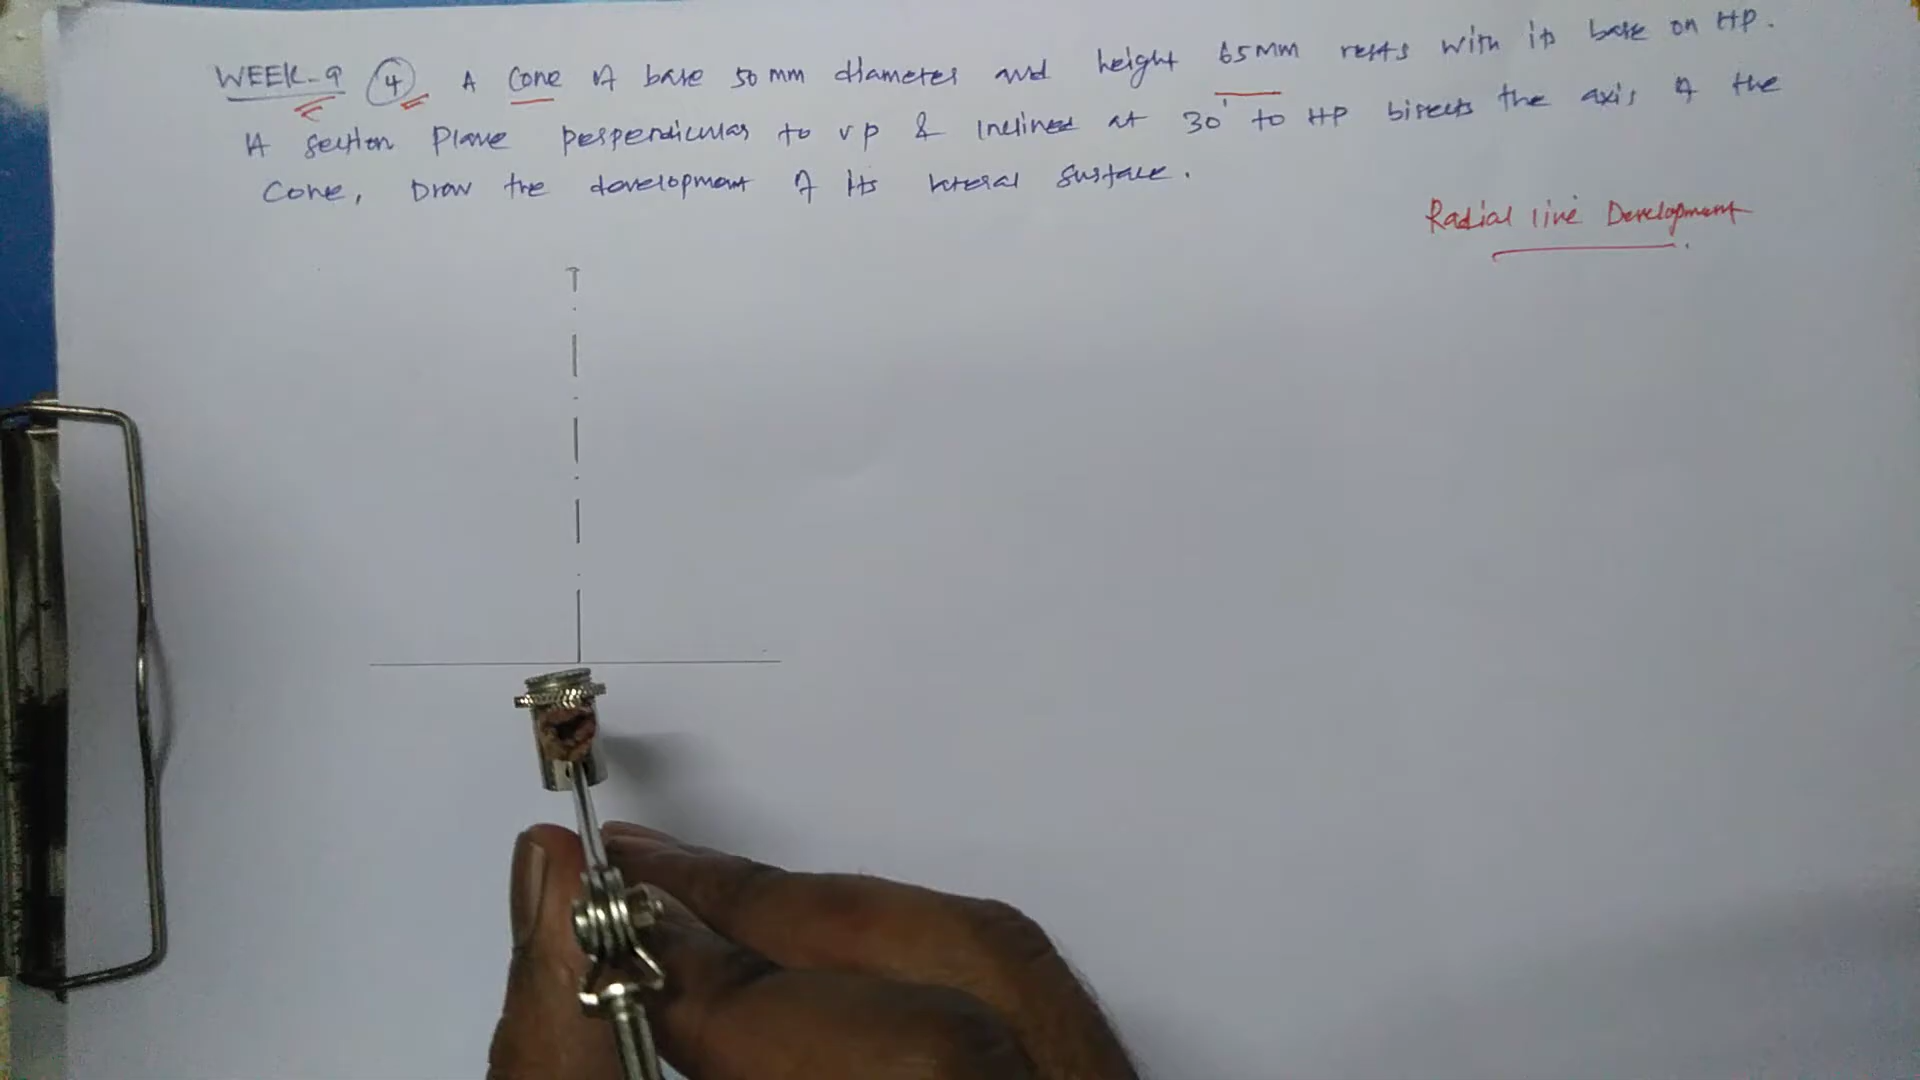 WEEK-9 ④ A Cone of base 50 mm diameter and height 65mm rests with its base on HP.
A section Plane perpendicular to VP & Inclined at 30° to HP bisects the axis of the
Cone, Draw the development of its lateral surface.
Radial line Development